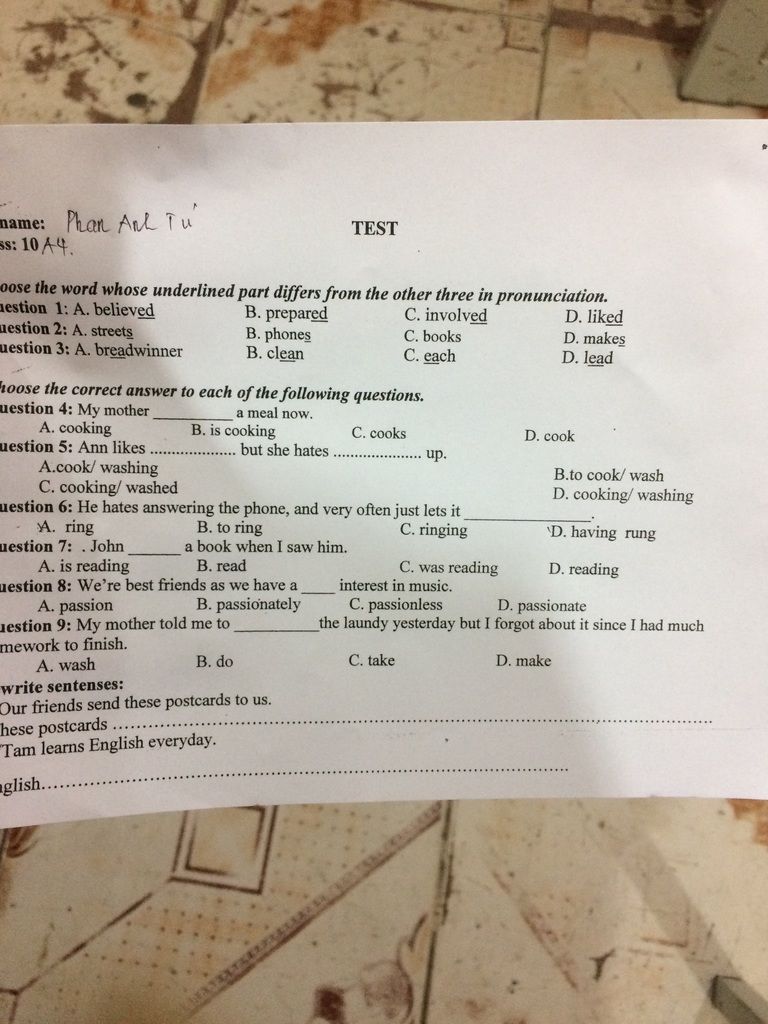 name: Phan Anh Tú
ss: 10 A4.
TEST
oose the word whose underlined part differs from the other three in pronunciation.
estion 1: A. believed B. prepared C. involved D. liked
uestion 2: A. streets B. phones C. books D. makes
uestion 3: A. breadwinner B. clean C. each D. lead
hoose the correct answer to each of the following questions.
uestion 4: My mother __________ a meal now.
A. cooking B. is cooking C. cooks D. cook
uestion 5: Ann likes .................... but she hates ..................... up.
A.cook/ washing B.to cook/ wash
C. cooking/ washed D. cooking/ washing
uestion 6: He hates answering the phone, and very often just lets it ________________.
A. ring B. to ring C. ringing D. having rung
uestion 7: . John _______ a book when I saw him.
A. is reading B. read C. was reading D. reading
uestion 8: We're best friends as we have a ____ interest in music.
A. passion B. passionately C. passionless D. passionate
estion 9: My mother told me to ___________the laundy yesterday but I forgot about it since I had much
mework to finish.
A. wash B. do C. take D. make
write sentences:
Our friends send these postcards to us.
hese postcards ........................................................................................
Tam learns English everyday.
glish...............................................................................